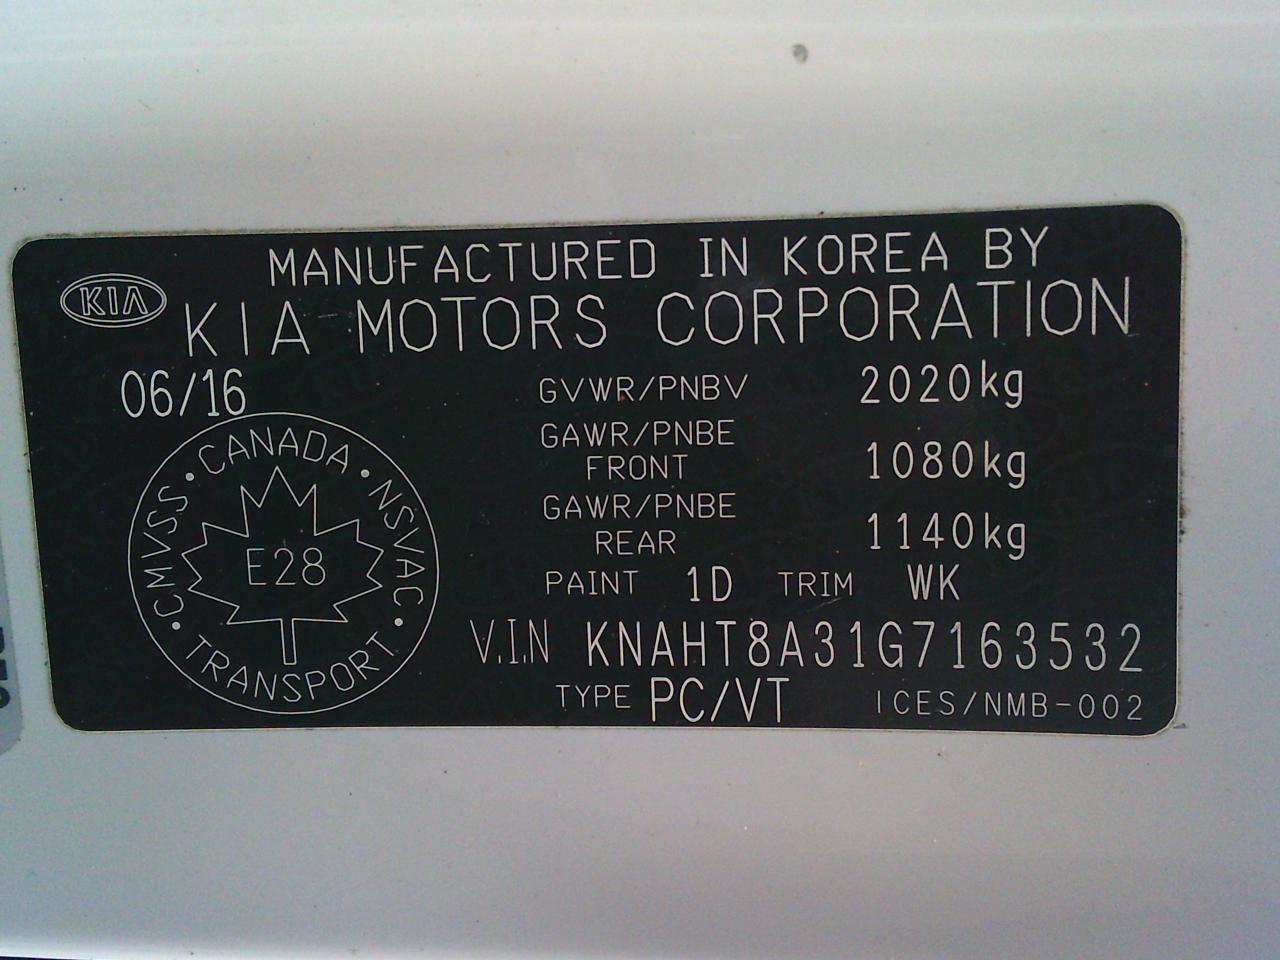 MANUFACTURED IN KOREA BY
KIA
KIA MOTORS CORPORATION
06/16
GVWR/PNBV 2020kg
GAWR/PNBE
FRONT 1080kg
GAWR/PNBE
REAR 1140kg
CANADA · NSVAC · TRANSPORT · CMVSS ·
E28
PAINT 1D TRIM WK
V.I.N KNAHT8A31G7163532
TYPE PC/VT ICES/NMB-002